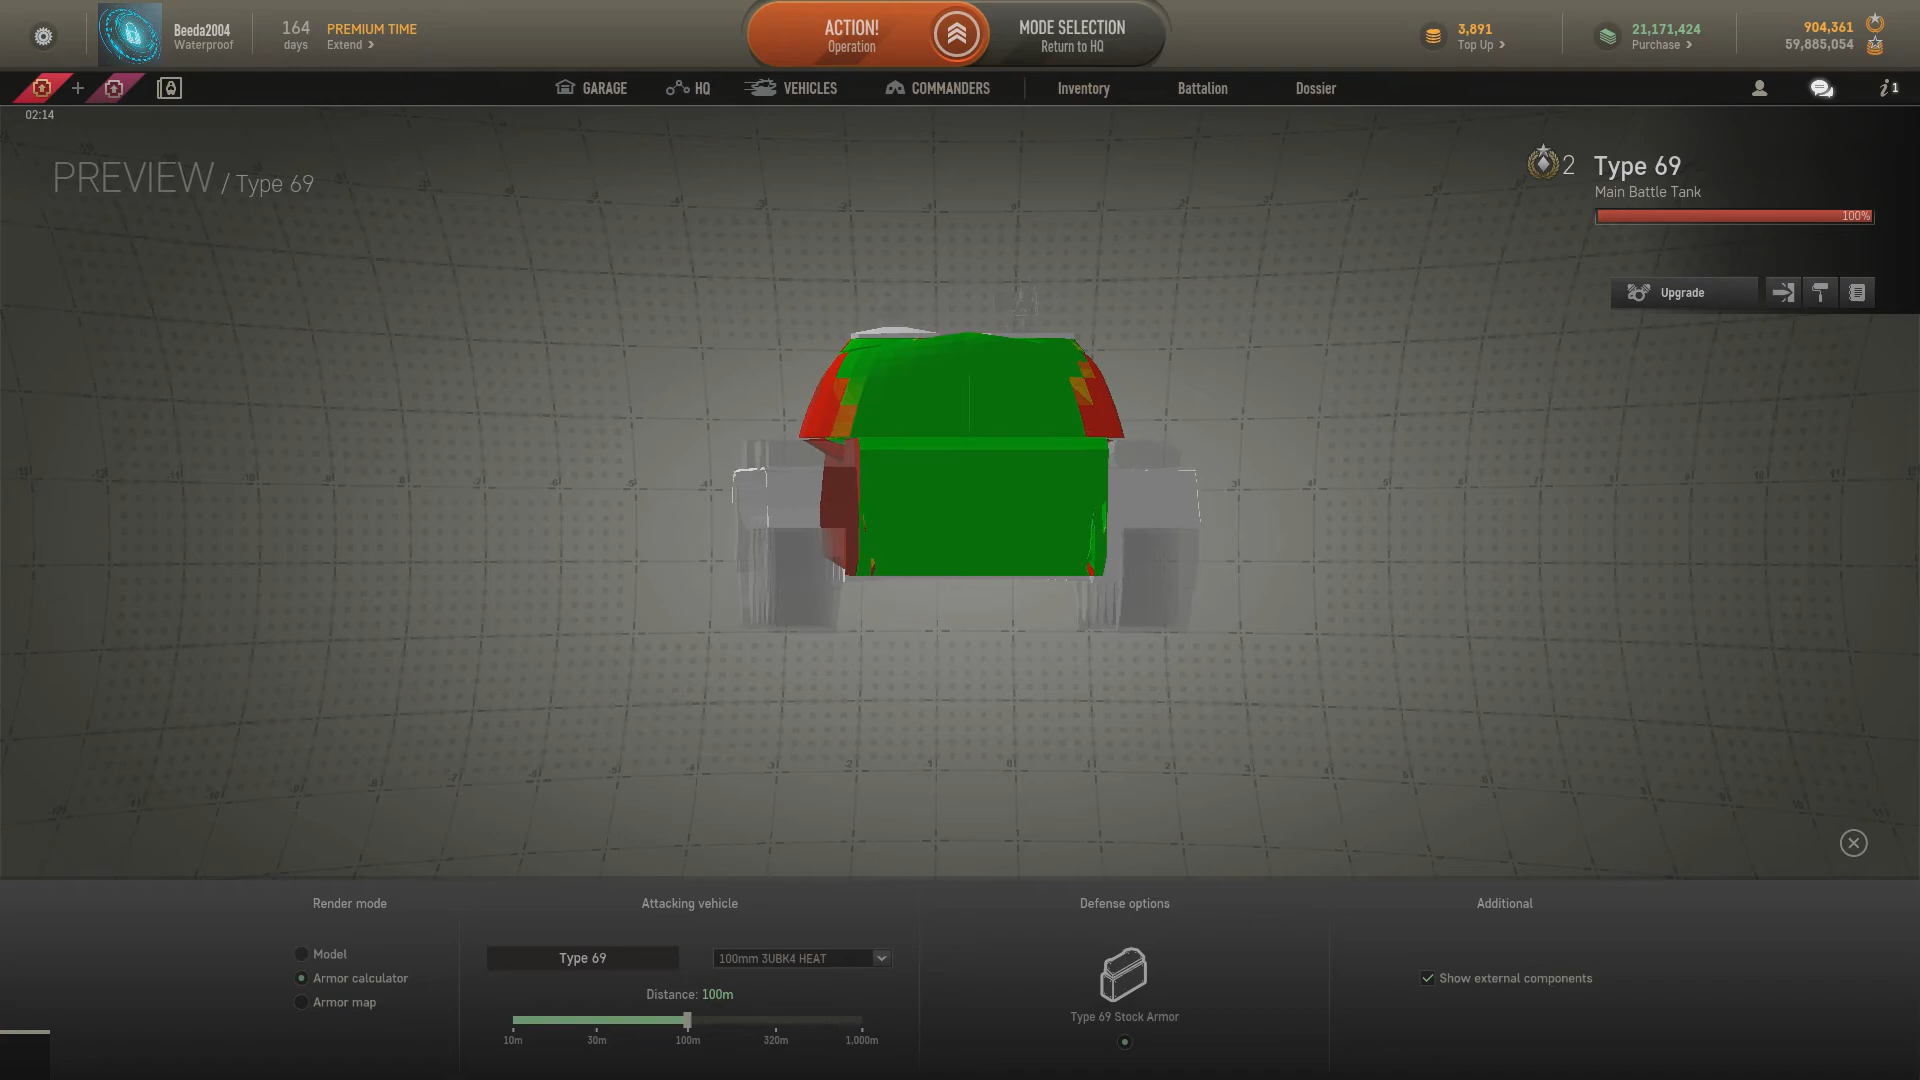 Beeda2004
Waterproof
164
days
PREMIUM TIME
Extend
ACTION!
Operation
MODE SELECTION
Return to HQ
3,891
Top Up
21,171,424
Purchase
904,361
59,885,054
GARAGE
HQ
VEHICLES
COMMANDERS
Inventory
Battalion
Dossier
1
02:14
PREVIEW / Type 69
2
Type 69
Main Battle Tank
100%
Upgrade
Render mode
Model
Armor calculator
Armor map
Attacking vehicle
Type 69
100mm 3UBK4 HEAT
Distance: 100m
10m
30m
100m
320m
1,000m
Defense options
Type 69 Stock Armor
Additional
Show external components